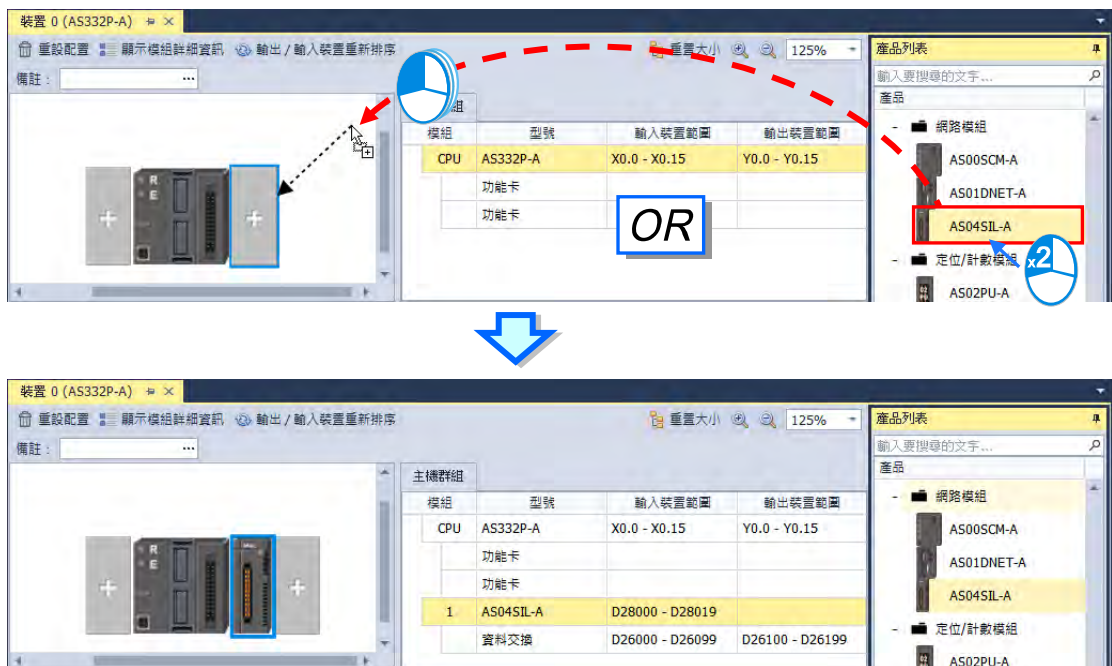 裝置 0 (AS332P-A)
重設配置 顯示模組詳細資訊 輸出 / 輸入裝置重新排序 重置大小 125%
備註： ...
組
模組 型號 輸入裝置範圍 輸出裝置範圍
CPU AS332P-A X0.0 - X0.15 Y0.0 - Y0.15
功能卡
功能卡
OR
R
E
產品列表
輸入要搜尋的文字...
產品
- 網路模組
AS00SCM-A
AS01DNET-A
AS04SIL-A
- 定位/計數模組
x2
AS02PU-A
裝置 0 (AS332P-A)
重設配置 顯示模組詳細資訊 輸出 / 輸入裝置重新排序 重置大小 125%
備註： ...
主機群組
模組 型號 輸入裝置範圍 輸出裝置範圍
CPU AS332P-A X0.0 - X0.15 Y0.0 - Y0.15
功能卡
功能卡
1 AS04SIL-A D28000 - D28019
資料交換 D26000 - D26099 D26100 - D26199
R
E
產品列表
輸入要搜尋的文字...
產品
- 網路模組
AS00SCM-A
AS01DNET-A
AS04SIL-A
- 定位/計數模組
AS02PU-A